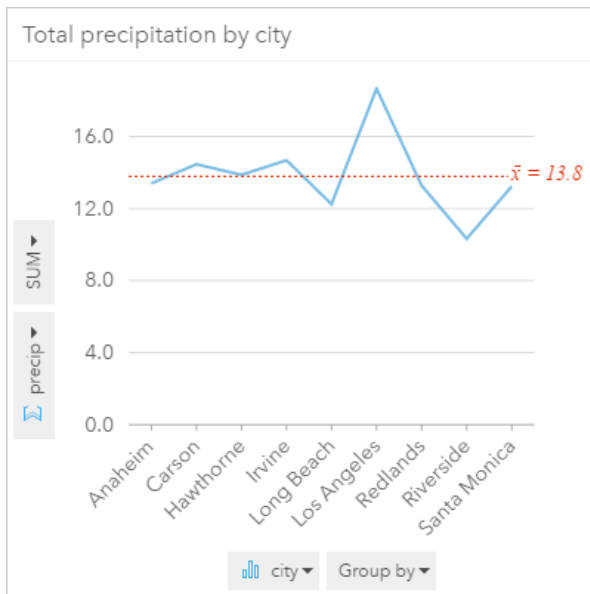 Total precipitation by city
16.0
x̄ = 13.8
12.0
SUM
8.0
precip
4.0
0.0
Anaheim
Carson
Hawthorne
Irvine
Long Beach
Los Angeles
Redlands
Riverside
Santa Monica
city
Group by